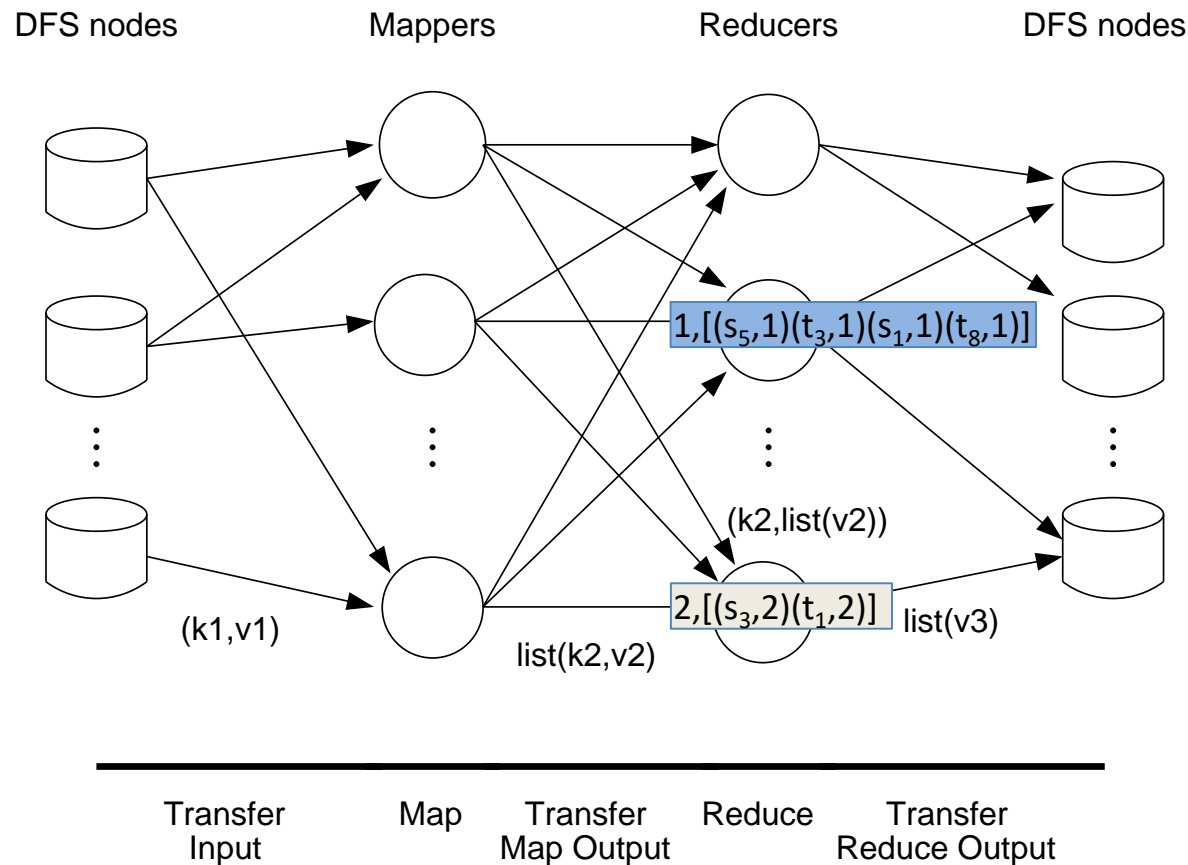 DFS nodes
Mappers
Reducers
DFS nodes
1,[(s₅,1)(t₃,1)(s₁,1)(t₈,1)]
(k2,list(v2))
2,[(s₃,2)(t₁,2)]
(k1,v1)
list(k2,v2)
list(v3)
Transfer
Input
Map
Transfer
Map Output
Reduce
Transfer
Reduce Output